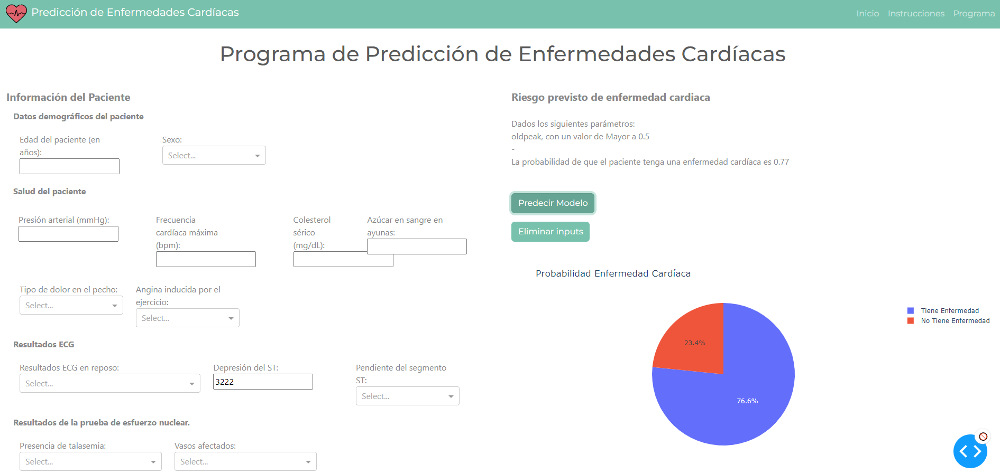 Predicción de Enfermedades Cardíacas
Inicio Instrucciones Programa
Programa de Predicción de Enfermedades Cardíacas
Información del Paciente
Datos demográficos del paciente
Edad del paciente (en
años):
Sexo:
Select...
Salud del paciente
Presión arterial (mmHg):
Frecuencia
cardíaca máxima
(bpm):
Colesterol
sérico
(mg/dL):
Azúcar en sangre en
ayunas:
Tipo de dolor en el pecho:
Select...
Angina inducida por el
ejercicio:
Select...
Resultados ECG
Resultados ECG en reposo:
Select...
Depresión del ST:
3222
Pendiente del segmento
ST:
Select...
Resultados de la prueba de esfuerzo nuclear.
Presencia de talasemia:
Select...
Vasos afectados:
Select...
Riesgo previsto de enfermedad cardiaca
Dados los siguientes parámetros:
oldpeak, con un valor de Mayor a 0.5
-
La probabilidad de que el paciente tenga una enfermedad cardíaca es 0.77
Predecir Modelo
Eliminar inputs
Probabilidad Enfermedad Cardíaca
Tiene Enfermedad
No Tiene Enfermedad
23.4%
76.6%